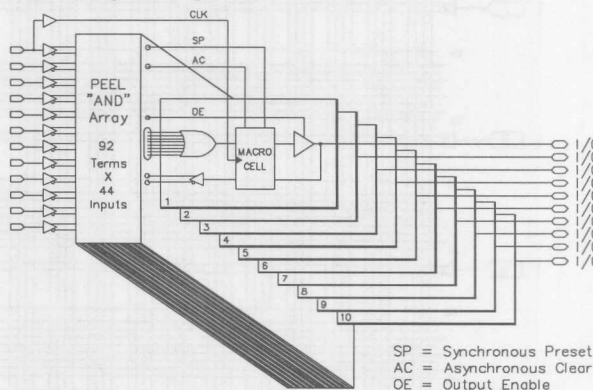 CLK
SP
AC
PEEL
"AND"
Array
92
Terms
X
44
Inputs
OE
MACRO
CELL
1
2
3
4
5
6
7
8
9
10
I/O
I/O
I/O
I/O
I/O
I/O
I/O
I/O
I/O
I/O
SP = Synchronous Preset
AC = Asynchronous Clear
OE = Output Enable